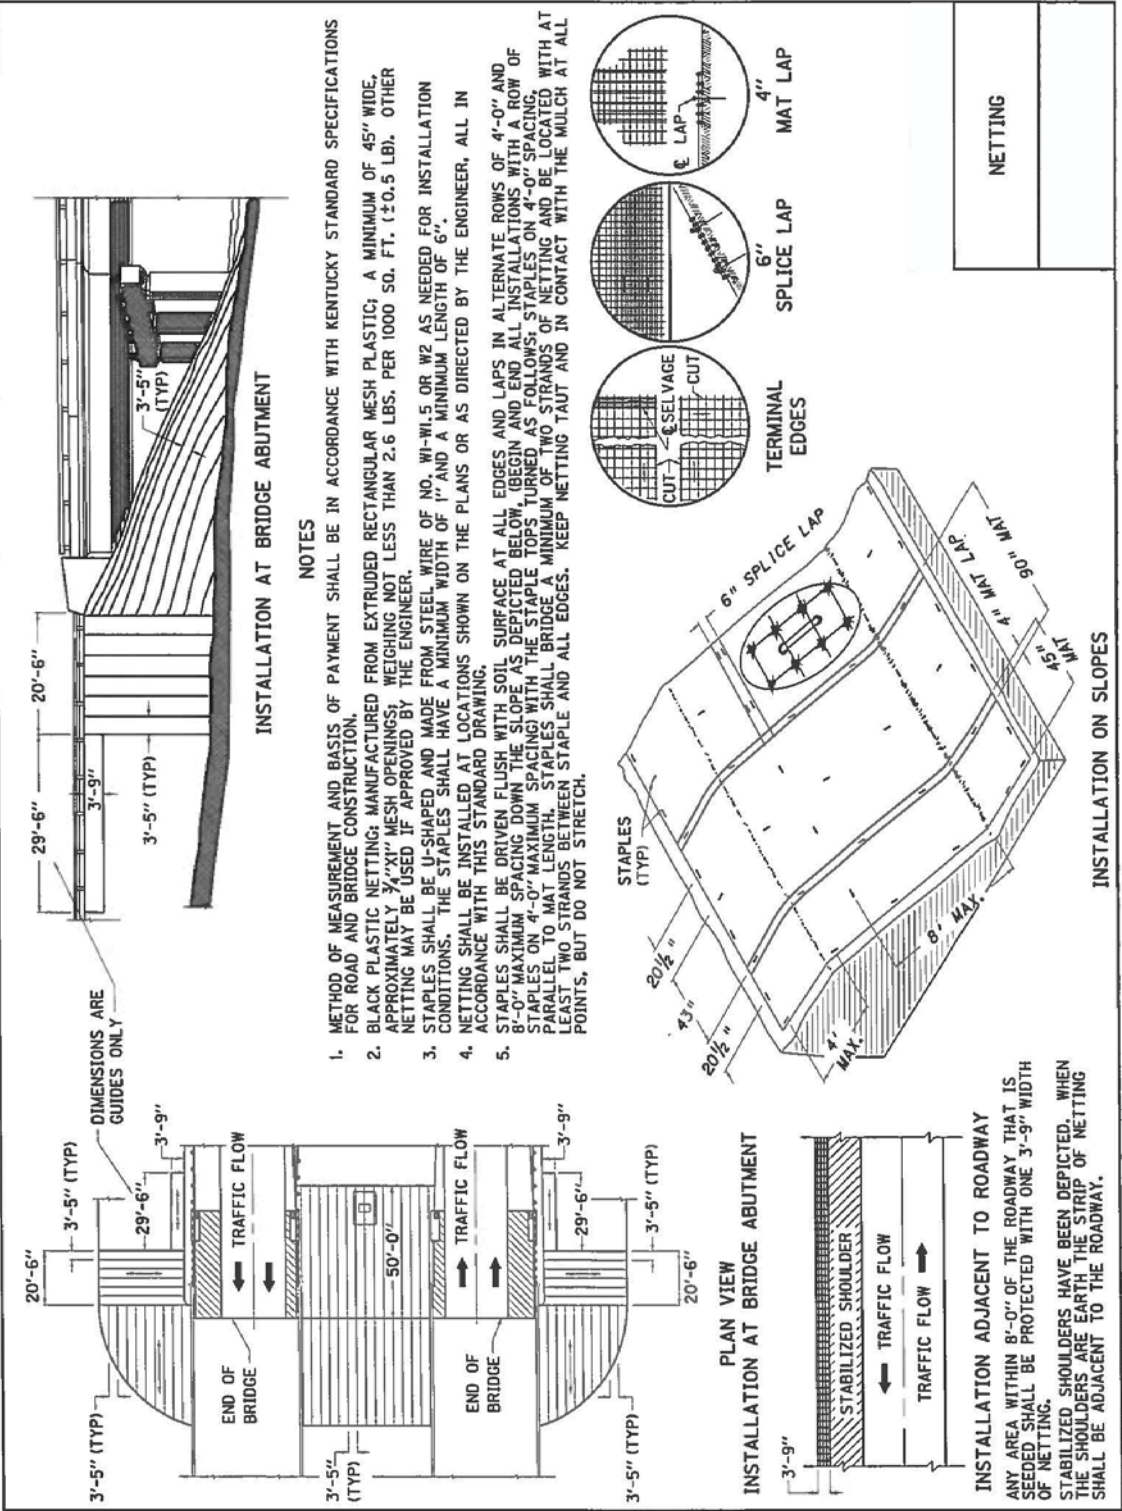 29'-6"
20'-6"
3'-9"
3'-5" (TYP)
3'-5"
(TYP)
DIMENSIONS ARE
GUIDES ONLY
INSTALLATION AT BRIDGE ABUTMENT
NOTES
1. METHOD OF MEASUREMENT AND BASIS OF PAYMENT SHALL BE IN ACCORDANCE WITH KENTUCKY STANDARD SPECIFICATIONS
FOR ROAD AND BRIDGE CONSTRUCTION.
2. BLACK PLASTIC NETTING: MANUFACTURED FROM EXTRUDED RECTANGULAR MESH PLASTIC; A MINIMUM OF 45" WIDE,
APPROXIMATELY 3/4"X1" MESH OPENINGS; WEIGHING NOT LESS THAN 2.6 LBS. PER 1000 SQ. FT. (±0.5 LB). OTHER
NETTING MAY BE USED IF APPROVED BY THE ENGINEER.
3. STAPLES SHALL BE U-SHAPED AND MADE FROM STEEL WIRE OF NO. W1-W1.5 OR W2 AS NEEDED FOR INSTALLATION
CONDITIONS. THE STAPLES SHALL HAVE A MINIMUM WIDTH OF 1" AND A MINIMUM LENGTH OF 6".
4. NETTING SHALL BE INSTALLED AT LOCATIONS SHOWN ON THE PLANS OR AS DIRECTED BY THE ENGINEER, ALL IN
ACCORDANCE WITH THIS STANDARD DRAWING.
5. STAPLES SHALL BE DRIVEN FLUSH WITH SOIL SURFACE AT ALL EDGES AND LAPS IN ALTERNATE ROWS OF 4'-0" AND
8'-0" MAXIMUM SPACING DOWN THE SLOPE AS DEPICTED BELOW. (BEGIN AND END ALL INSTALLATIONS WITH A ROW OF
STAPLES ON 4'-0" MAXIMUM SPACING) WITH THE STAPLE TOPS TURNED AS FOLLOWS: STAPLES ON 4'-0" SPACING,
PARALLEL TO MAT LENGTH. STAPLES SHALL BRIDGE A MINIMUM OF TWO STRANDS OF NETTING AND BE LOCATED WITH AT
LEAST TWO STRANDS BETWEEN STAPLE AND ALL EDGES. KEEP NETTING TAUT AND IN CONTACT WITH THE MULCH AT ALL
POINTS, BUT DO NOT STRETCH.
20'-6"
3'-5" (TYP)
29'-6"
3'-9"
3'-5" (TYP)
TRAFFIC FLOW
END OF
BRIDGE
50'-0"
3'-5"
(TYP)
TRAFFIC FLOW
END OF
BRIDGE
3'-9"
29'-6"
3'-5" (TYP)
20'-6"
3'-5" (TYP)
PLAN VIEW
INSTALLATION AT BRIDGE ABUTMENT
3'-9"
STABILIZED SHOULDER
TRAFFIC FLOW
TRAFFIC FLOW
INSTALLATION ADJACENT TO ROADWAY
ANY AREA WITHIN 8'-0" OF THE ROADWAY THAT IS
SEEDED SHALL BE PROTECTED WITH ONE 3'-9" WIDTH
OF NETTING.
STABILIZED SHOULDERS HAVE BEEN DEPICTED. WHEN
THE SHOULDERS ARE EARTH THE STRIP OF NETTING
SHALL BE ADJACENT TO THE ROADWAY.
STAPLES
(TYP)
6" SPLICE LAP
20 1/2"
43"
20 1/2"
4'
MAX.
8' MAX.
45"
MAT
4" MAT LAP
90" MAT
INSTALLATION ON SLOPES
CUT
℄ SELVAGE
CUT
TERMINAL
EDGES
6"
SPLICE LAP
℄ LAP
4"
MAT LAP
NETTING